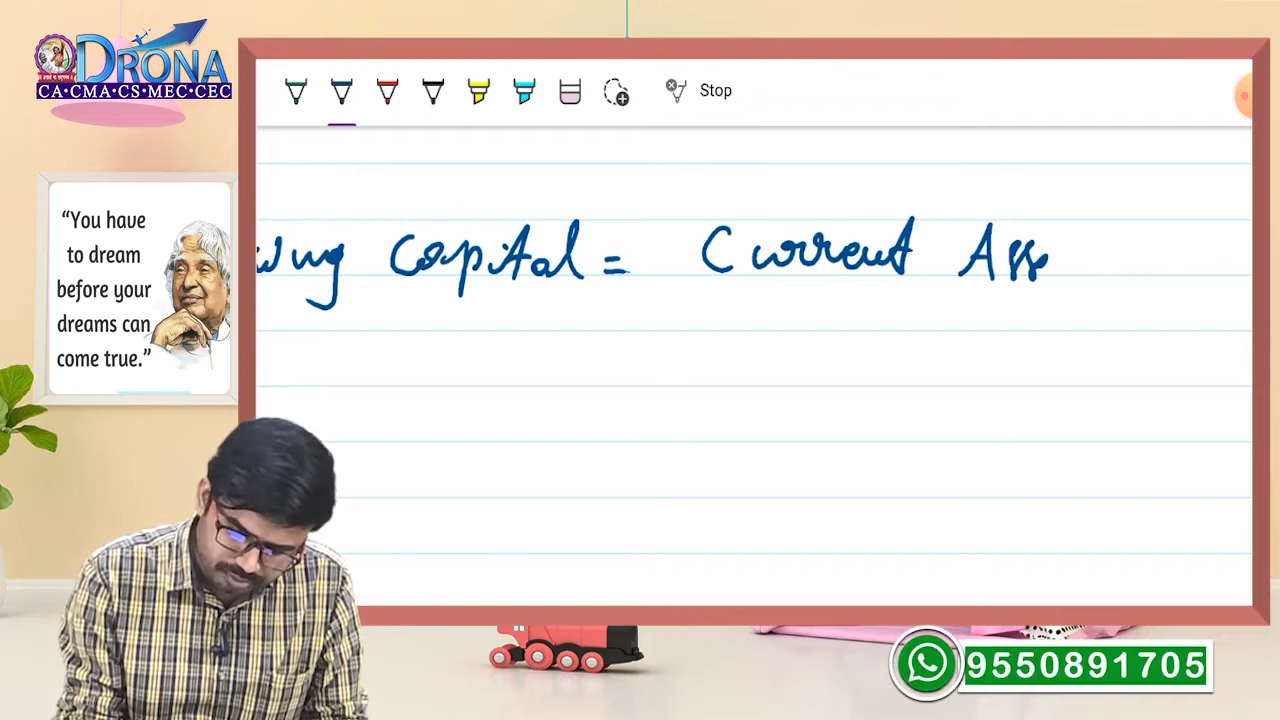 DRONA
CA•CMA•CS•MEC•CEC
Stop
“You have
to dream
before your
dreams can
come true.”
Capital = Current Ass
9550891705